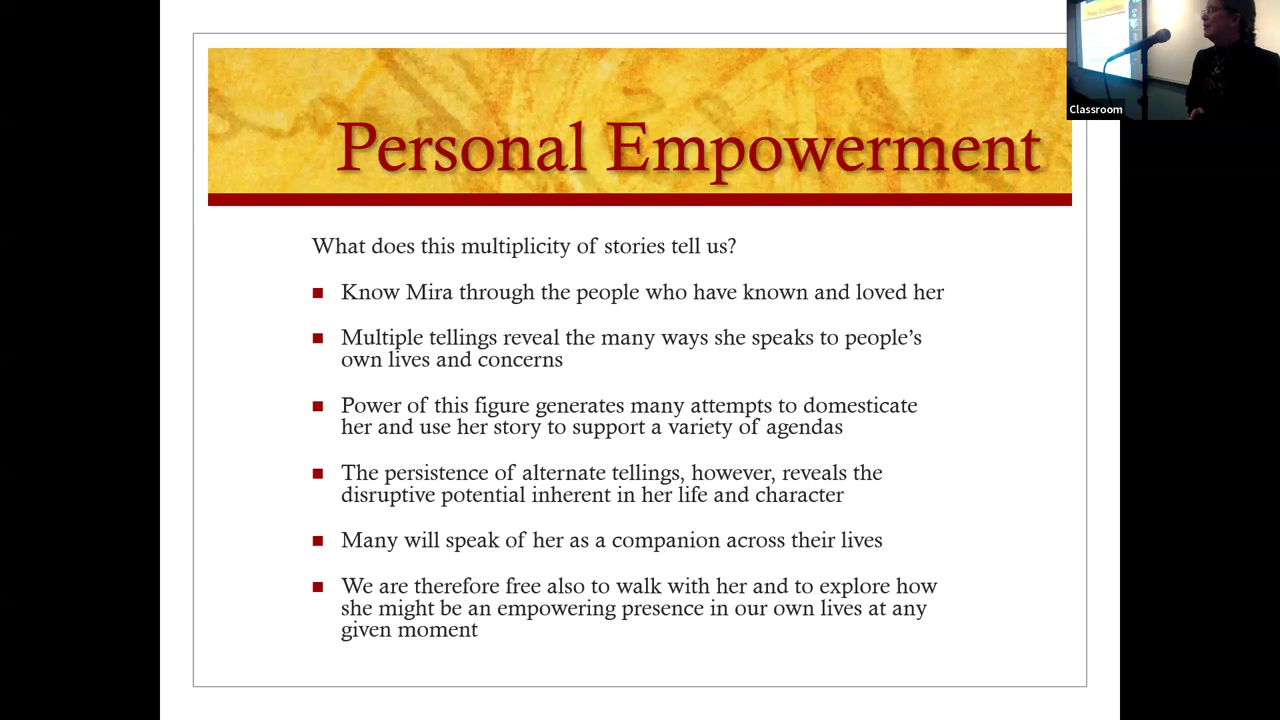 Personal Empowerment
Classroom
What does this multiplicity of stories tell us?
Know Mira through the people who have known and loved her
Multiple tellings reveal the many ways she speaks to people's
own lives and concerns
Power of this figure generates many attempts to domesticate
her and use her story to support a variety of agendas
The persistence of alternate tellings, however, reveals the
disruptive potential inherent in her life and character
Many will speak of her as a companion across their lives
We are therefore free also to walk with her and to explore how
she might be an empowering presence in our own lives at any
given moment